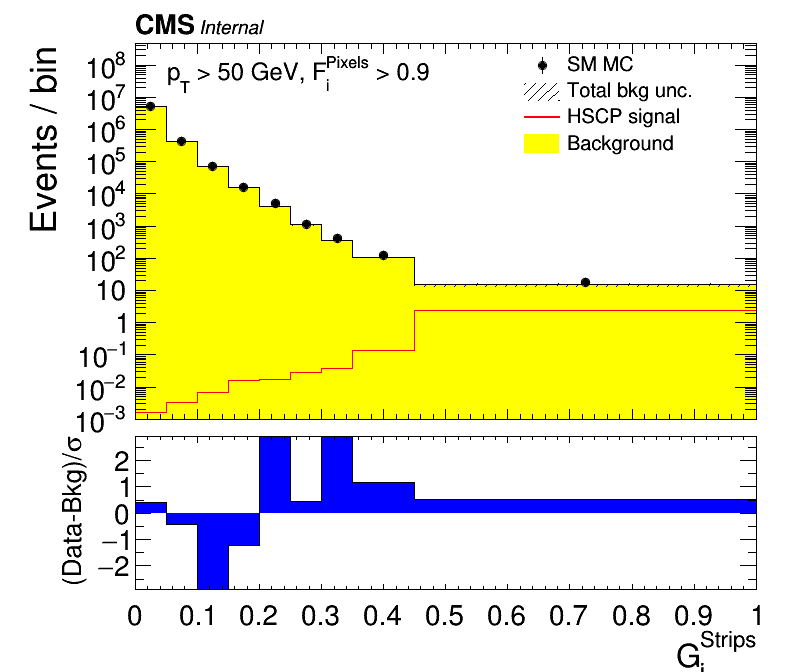 CMS Internal
p_T > 50 GeV, F_i^Pixels > 0.9
SM MC
Total bkg unc.
HSCP signal
Background
Events / bin
10^8
10^7
10^6
10^5
10^4
10^3
10^2
10
1
10^−1
10^−2
10^−3
(Data-Bkg)/σ
2
1
0
−1
−2
0 0.1 0.2 0.3 0.4 0.5 0.6 0.7 0.8 0.9 1
G_i^Strips